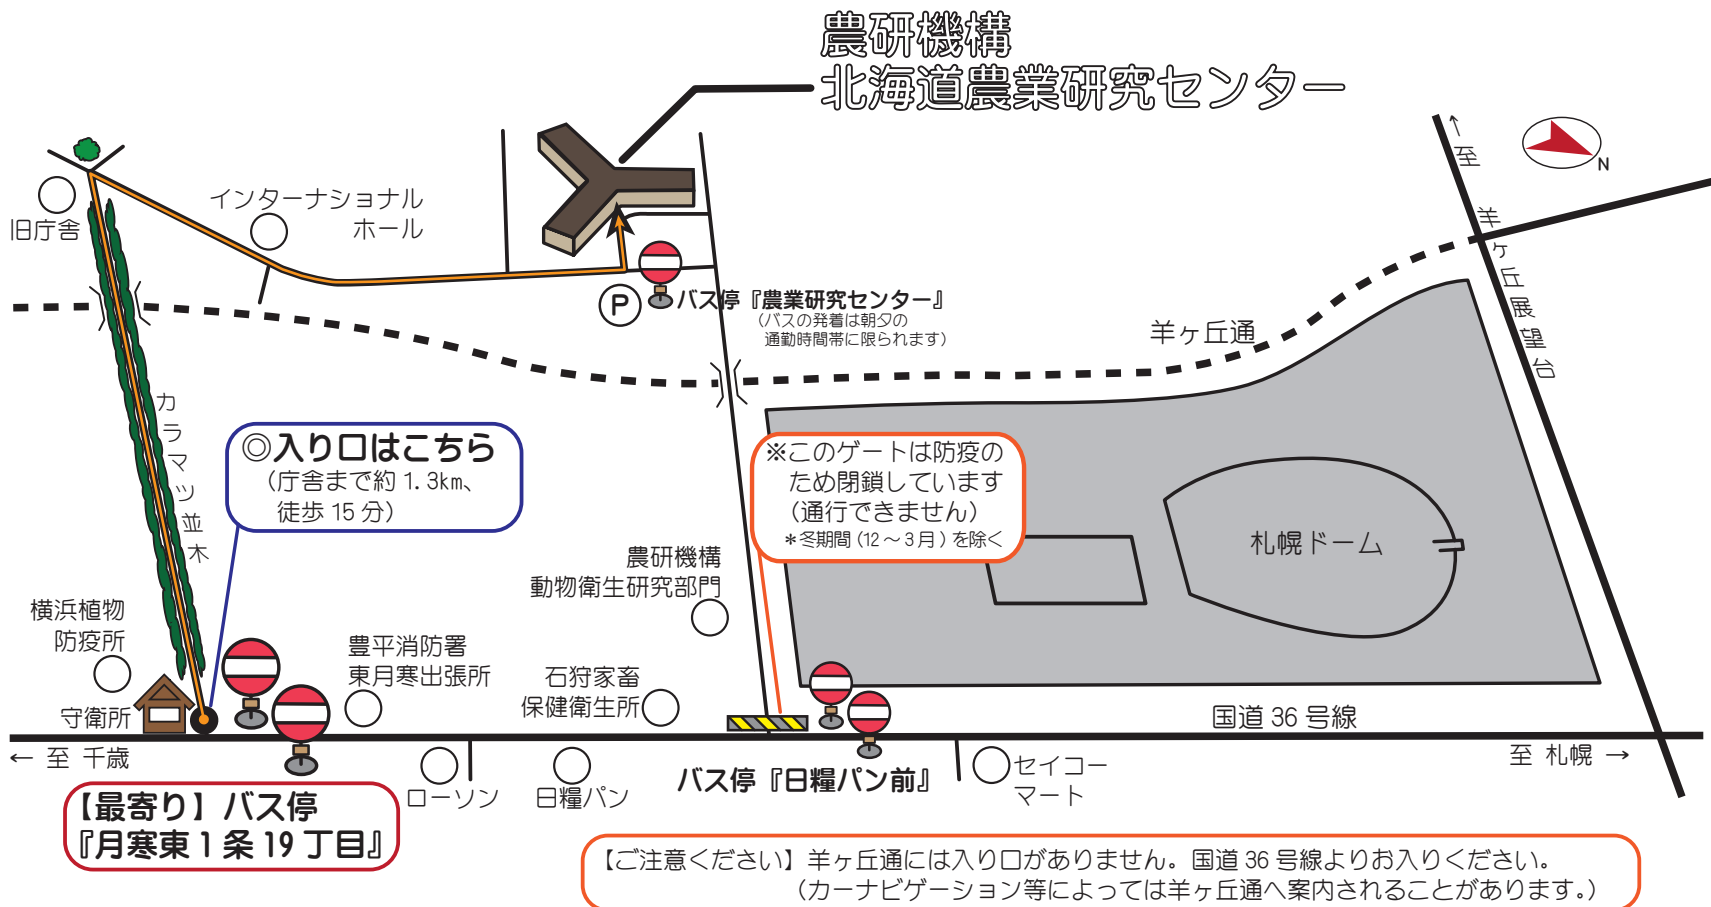 農研機構
北海道農業研究センター
↑至 羊ヶ丘展望台
N
旧庁舎
インターナショナル
ホール
P
バス停『農業研究センター』
(バスの発着は朝夕の
通勤時間帯に限られます)
羊ヶ丘通
カラマツ並木
◎入り口はこちら
(庁舎まで約1.3km、
徒歩15分)
※このゲートは防疫の
ため閉鎖しています
(通行できません)
*冬期間(12～3月)を除く
札幌ドーム
農研機構
動物衛生研究部門
横浜植物
防疫所
豊平消防署
東月寒出張所
石狩家畜
保健衛生所
守衛所
国道36号線
← 至 千歳
至 札幌 →
ローソン
日糧パン
バス停『日糧パン前』
セイコー
マート
【最寄り】バス停
『月寒東1条19丁目』
【ご注意ください】羊ヶ丘通には入り口がありません。国道36号線よりお入りください。
(カーナビゲーション等によっては羊ヶ丘通へ案内されることがあります。)